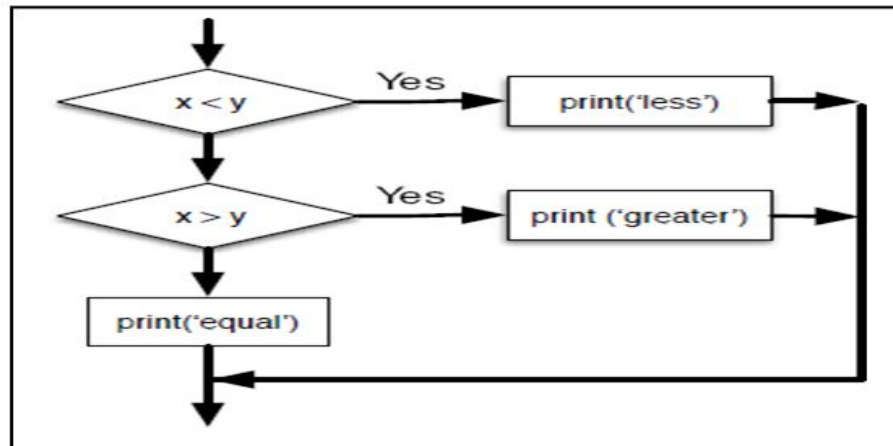 x < y
Yes
print(‘less’)
x > y
Yes
print (‘greater’)
print(‘equal’)